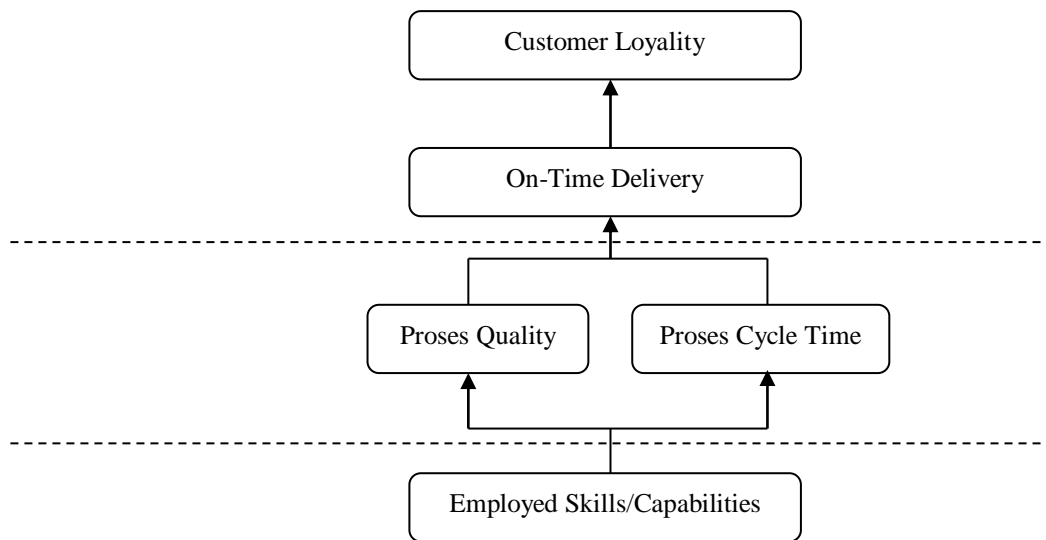 Customer Loyality
On-Time Delivery
Proses Quality
Proses Cycle Time
Employed Skills/Capabilities